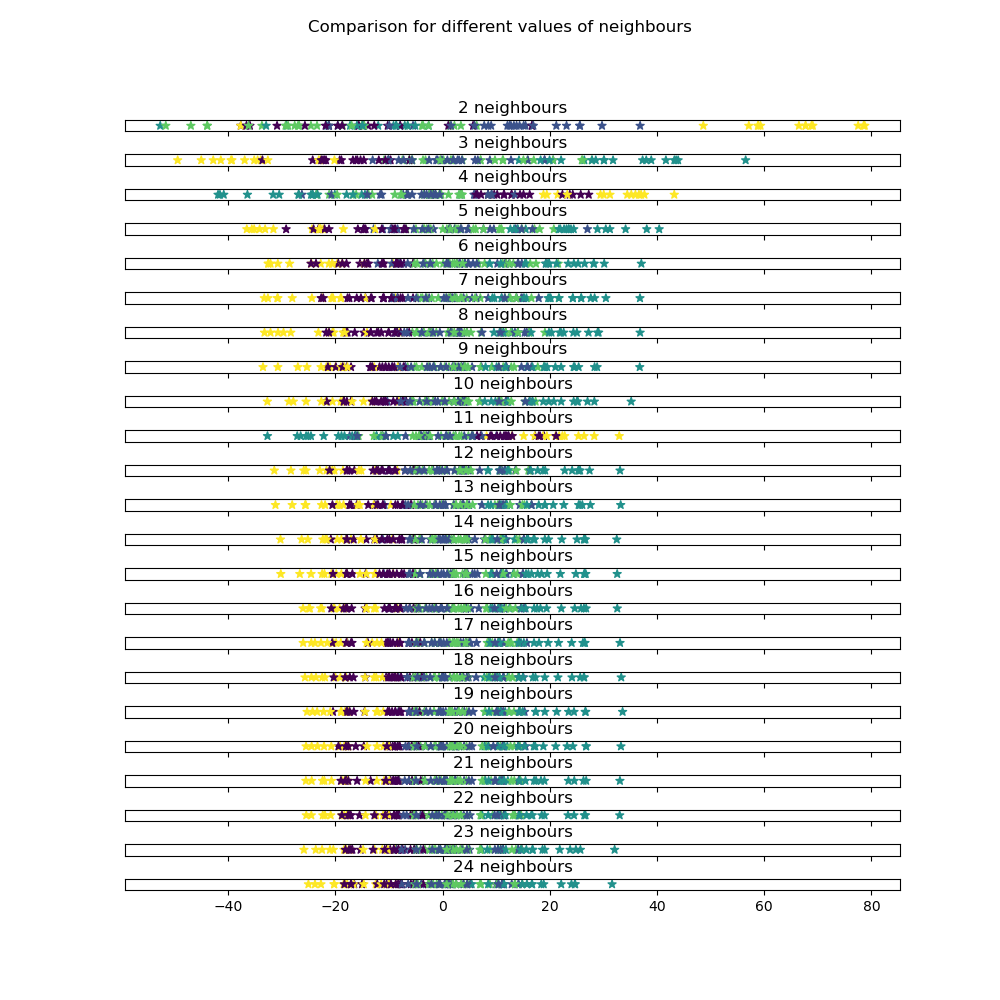 Comparison for different values of neighbours
2 neighbours
3 neighbours
4 neighbours
5 neighbours
6 neighbours
7 neighbours
8 neighbours
9 neighbours
10 neighbours
11 neighbours
12 neighbours
13 neighbours
14 neighbours
15 neighbours
16 neighbours
17 neighbours
18 neighbours
19 neighbours
20 neighbours
21 neighbours
22 neighbours
23 neighbours
24 neighbours
−40 −20 0 20 40 60 80